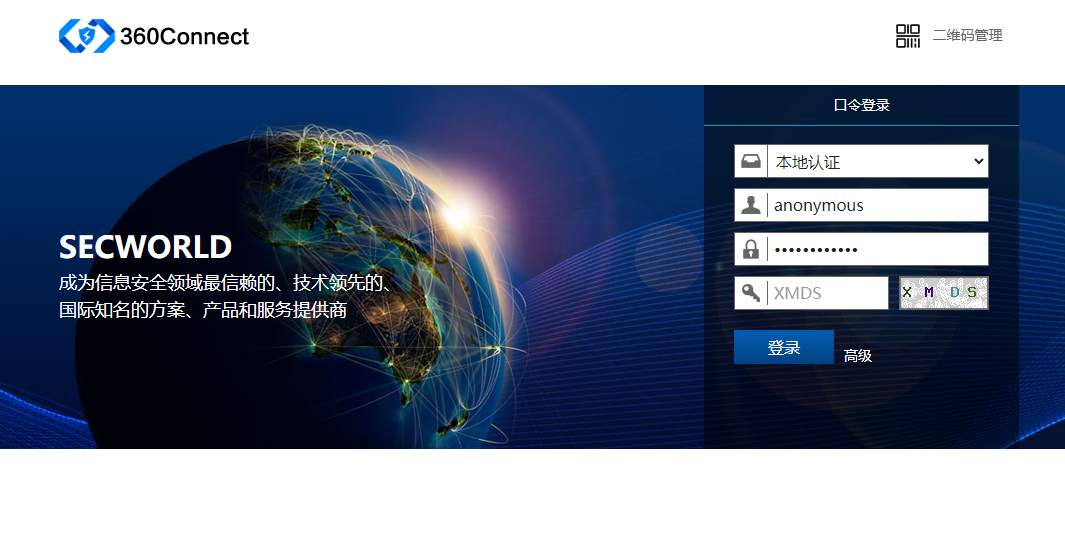 360Connect
二维码管理
口令登录
本地认证
anonymous
••••••••••••
XMDS
X M D S
登录
高级
SECWORLD
成为信息安全领域最信赖的、技术领先的、
国际知名的方案、产品和服务提供商